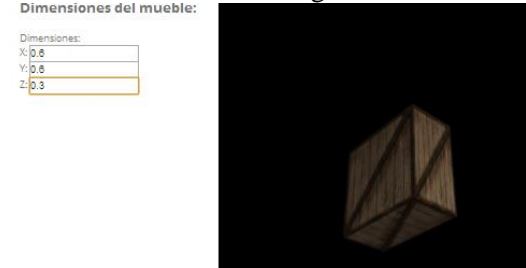 Dimensiones del mueble:
Dimensiones:
X: 0.6
Y: 0.6
Z: 0.3